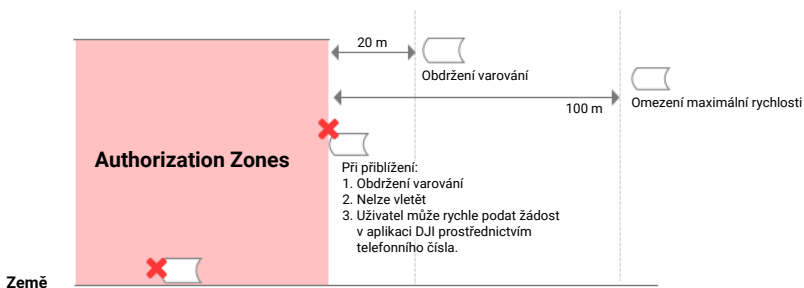 20 m
Obdržení varování
100 m
Omezení maximální rychlosti
Authorization Zones
Při přiblížení:
1. Obdržení varování
2. Nelze vletět
3. Uživatel může rychle podat žádost
v aplikaci DJI prostřednictvím
telefonního čísla.
Země